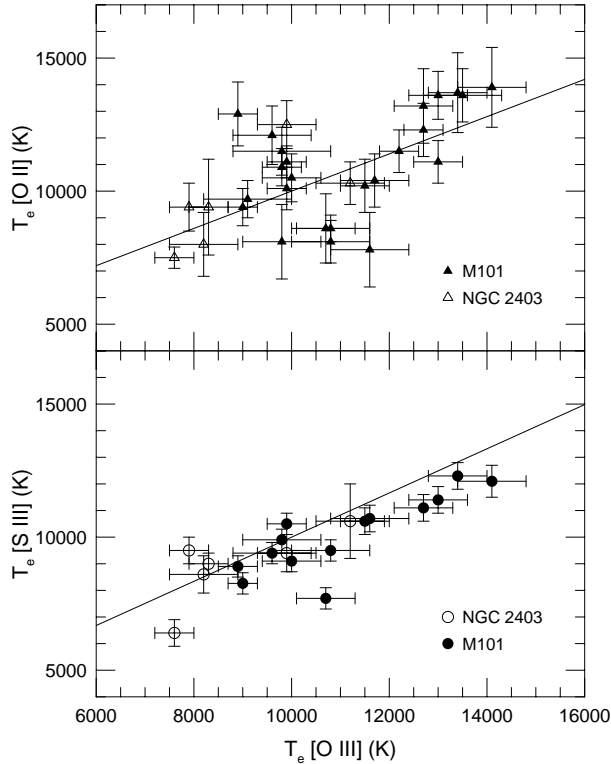 15000
10000
5000
T_e [O II] (K)
M101
NGC 2403
15000
10000
5000
T_e [S III] (K)
NGC 2403
M101
6000 8000 10000 12000 14000 16000
T_e [O III] (K)